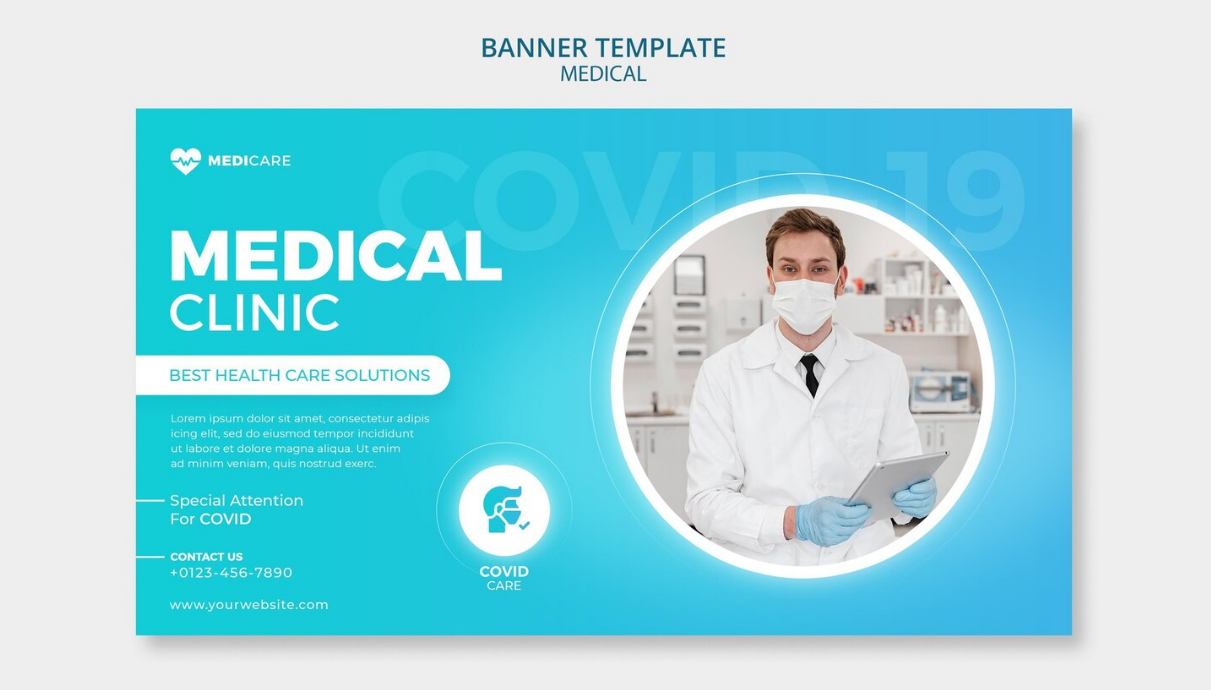 BANNER TEMPLATE
MEDICAL
MEDICARE
COVID-19
MEDICAL
CLINIC
BEST HEALTH CARE SOLUTIONS
Lorem ipsum dolor sit amet, consectetur adipis
icing elit, sed do eiusmod tempor incididunt
ut labore et dolore magna aliqua. Ut enim
ad minim veniam, quis nostrud exerc.
Special Attention
For COVID
CONTACT US
+0123-456-7890
www.yourwebsite.com
COVID
CARE